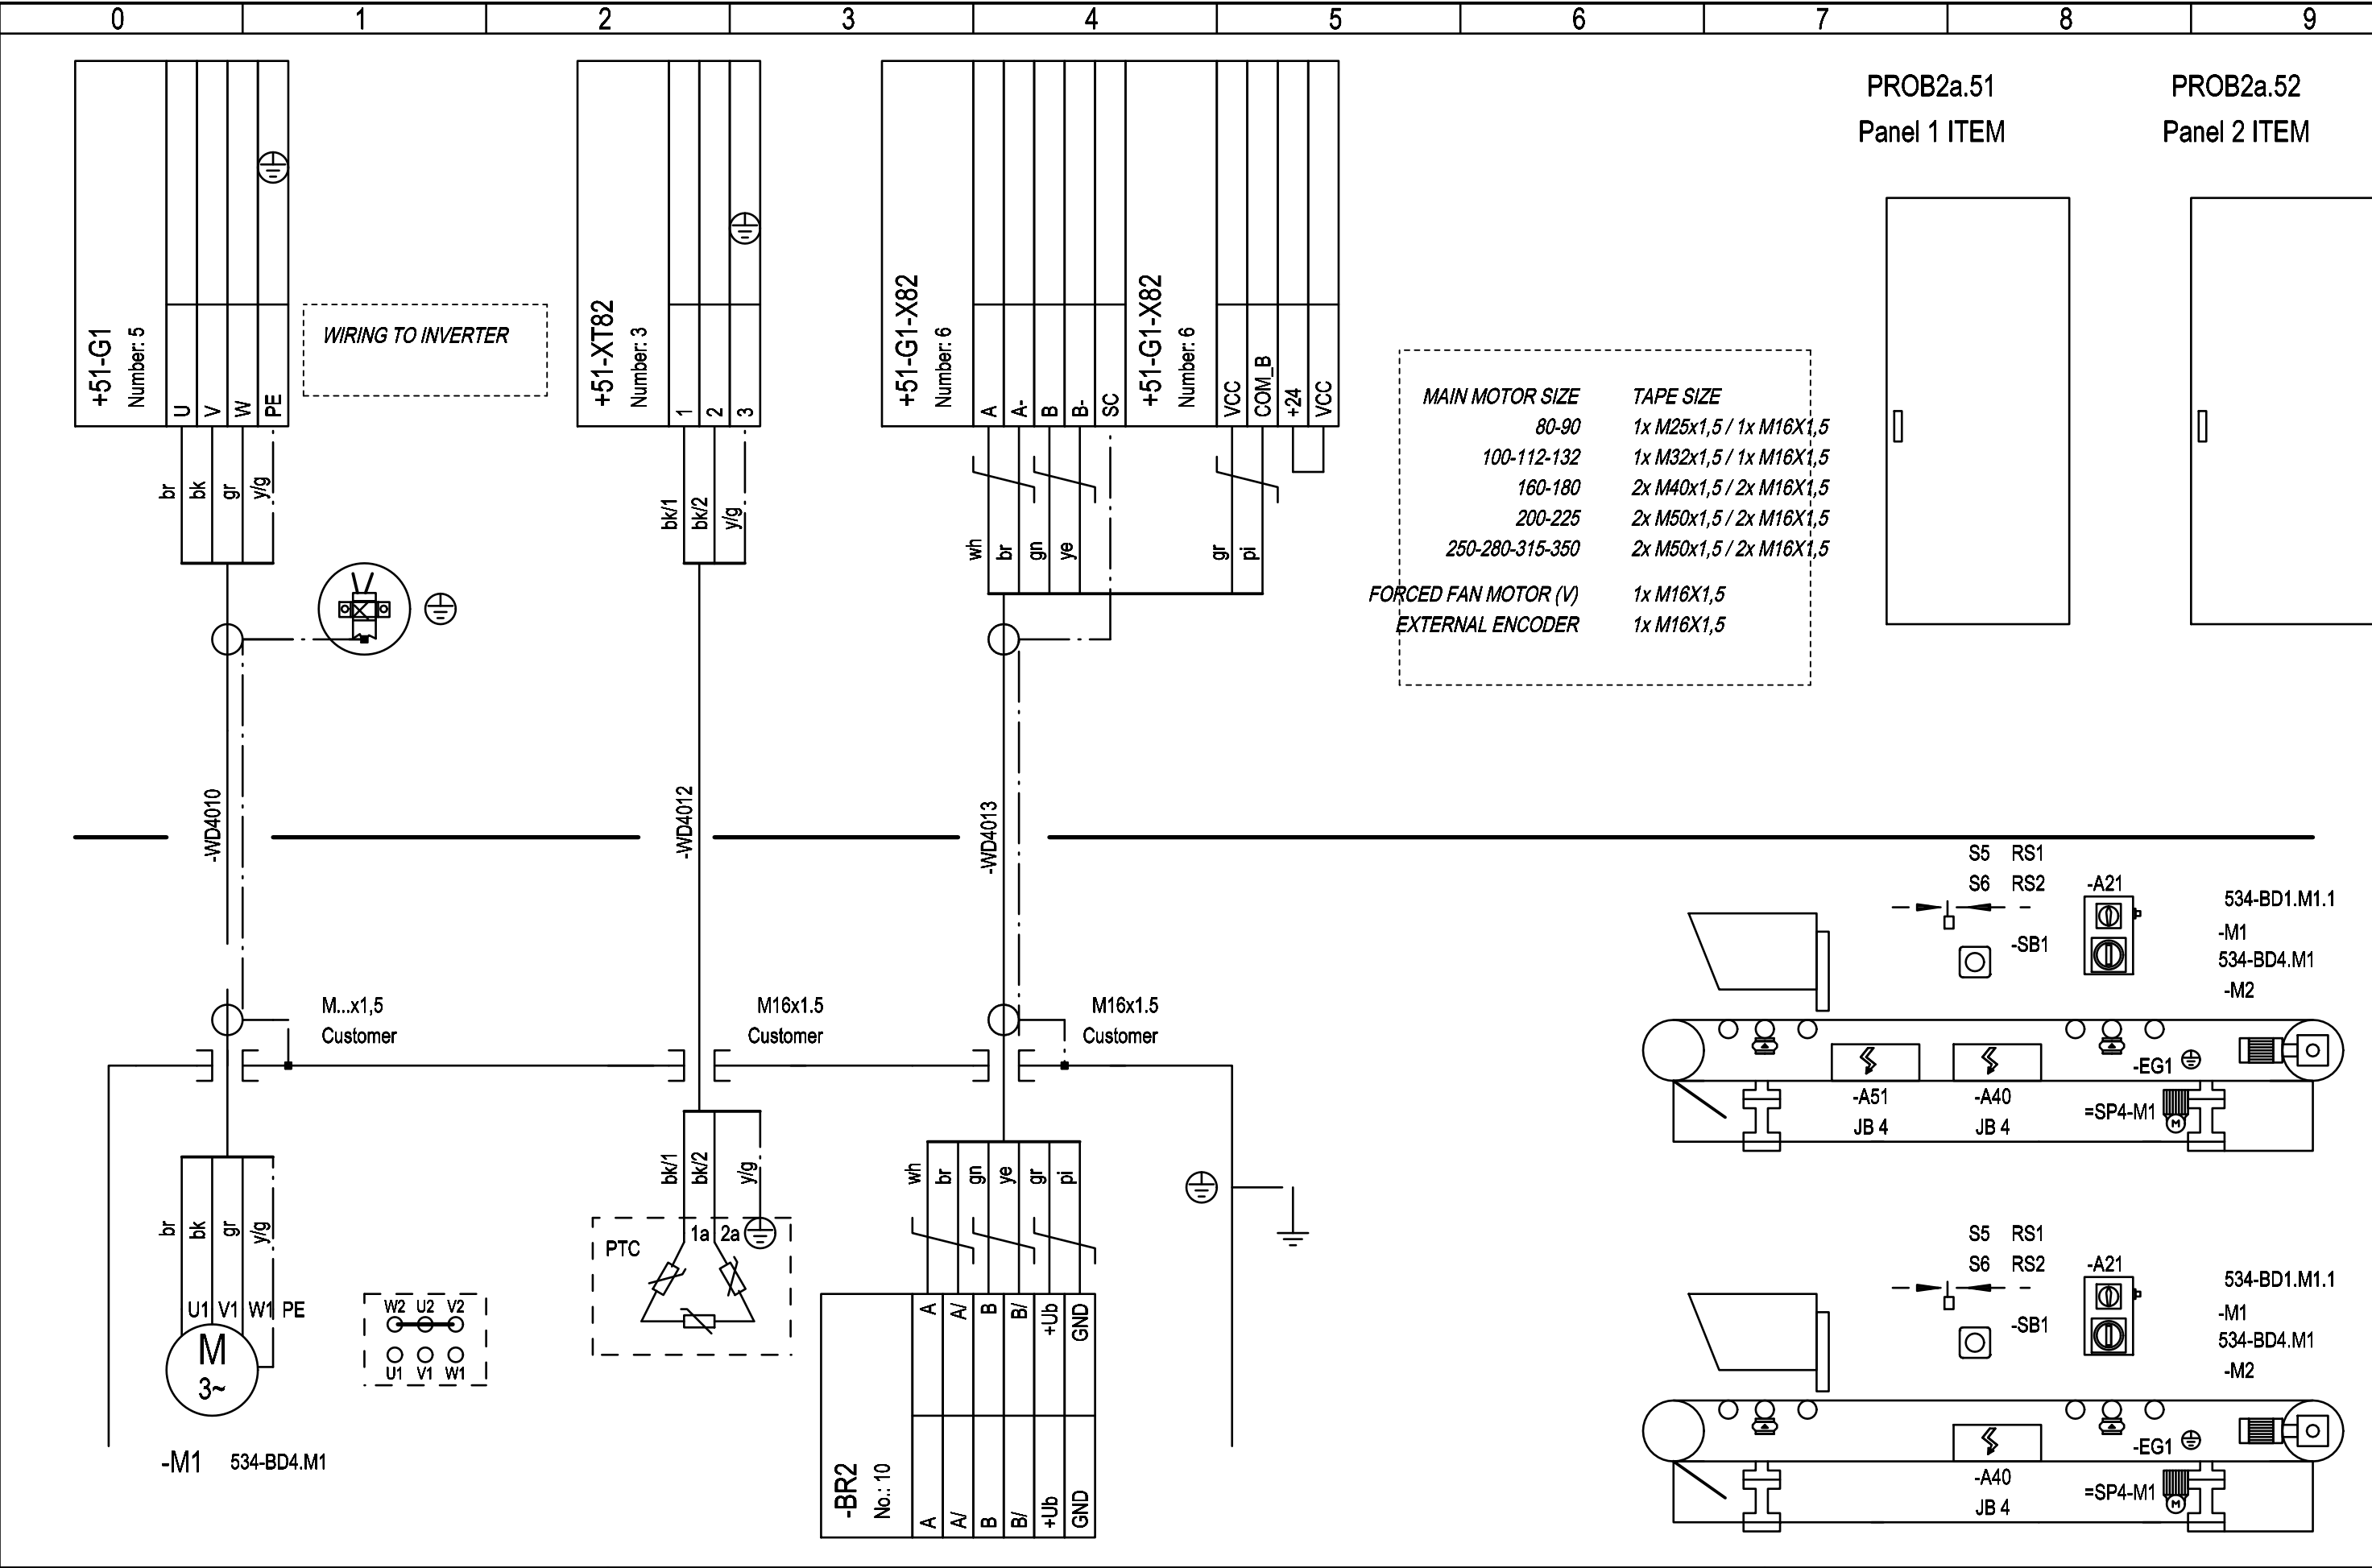 0 1 2 3 4 5 6 7 8 9
PROB2a.51
Panel 1 ITEM
PROB2a.52
Panel 2 ITEM
+51-G1
Number: 5
U
V
W
PE
WIRING TO INVERTER
+51-XT82
Number: 3
1
2
3
+51-G1-X82
Number: 6
A
A-
B
B-
SC
+51-G1-X82
Number: 6
VCC
COM_B
+24
VCC
MAIN MOTOR SIZE TAPE SIZE
80-90 1x M25x1,5 / 1x M16X1,5
100-112-132 1x M32x1,5 / 1x M16X1,5
160-180 2x M40x1,5 / 2x M16X1,5
200-225 2x M50x1,5 / 2x M16X1,5
250-280-315-350 2x M50x1,5 / 2x M16X1,5
FORCED FAN MOTOR (V) 1x M16X1,5
EXTERNAL ENCODER 1x M16X1,5
br
bk
gr
y/g
bk/1
bk/2
y/g
wh
br
gn
ye
gr
pi
-WD4010
-WD4012
-WD4013
M...x1,5
Customer
M16x1.5
Customer
M16x1.5
Customer
br
bk
gr
y/g
U1 V1 W1 PE
M
3~
-M1 534-BD4.M1
W2 U2 V2
U1 V1 W1
bk/1
bk/2
y/g
PTC
1a 2a
wh
br
gn
ye
gr
pi
-BR2
No.: 10
A
A/
B
B/
+Ub
GND
A
A/
B
B/
+Ub
GND
S5 RS1
S6 RS2
-A21
-SB1
534-BD1.M1.1
-M1
534-BD4.M1
-M2
-EG1
-A51
JB 4
-A40
JB 4
=SP4-M1
M
S5 RS1
S6 RS2
-A21
-SB1
534-BD1.M1.1
-M1
534-BD4.M1
-M2
-EG1
-A40
JB 4
=SP4-M1
M